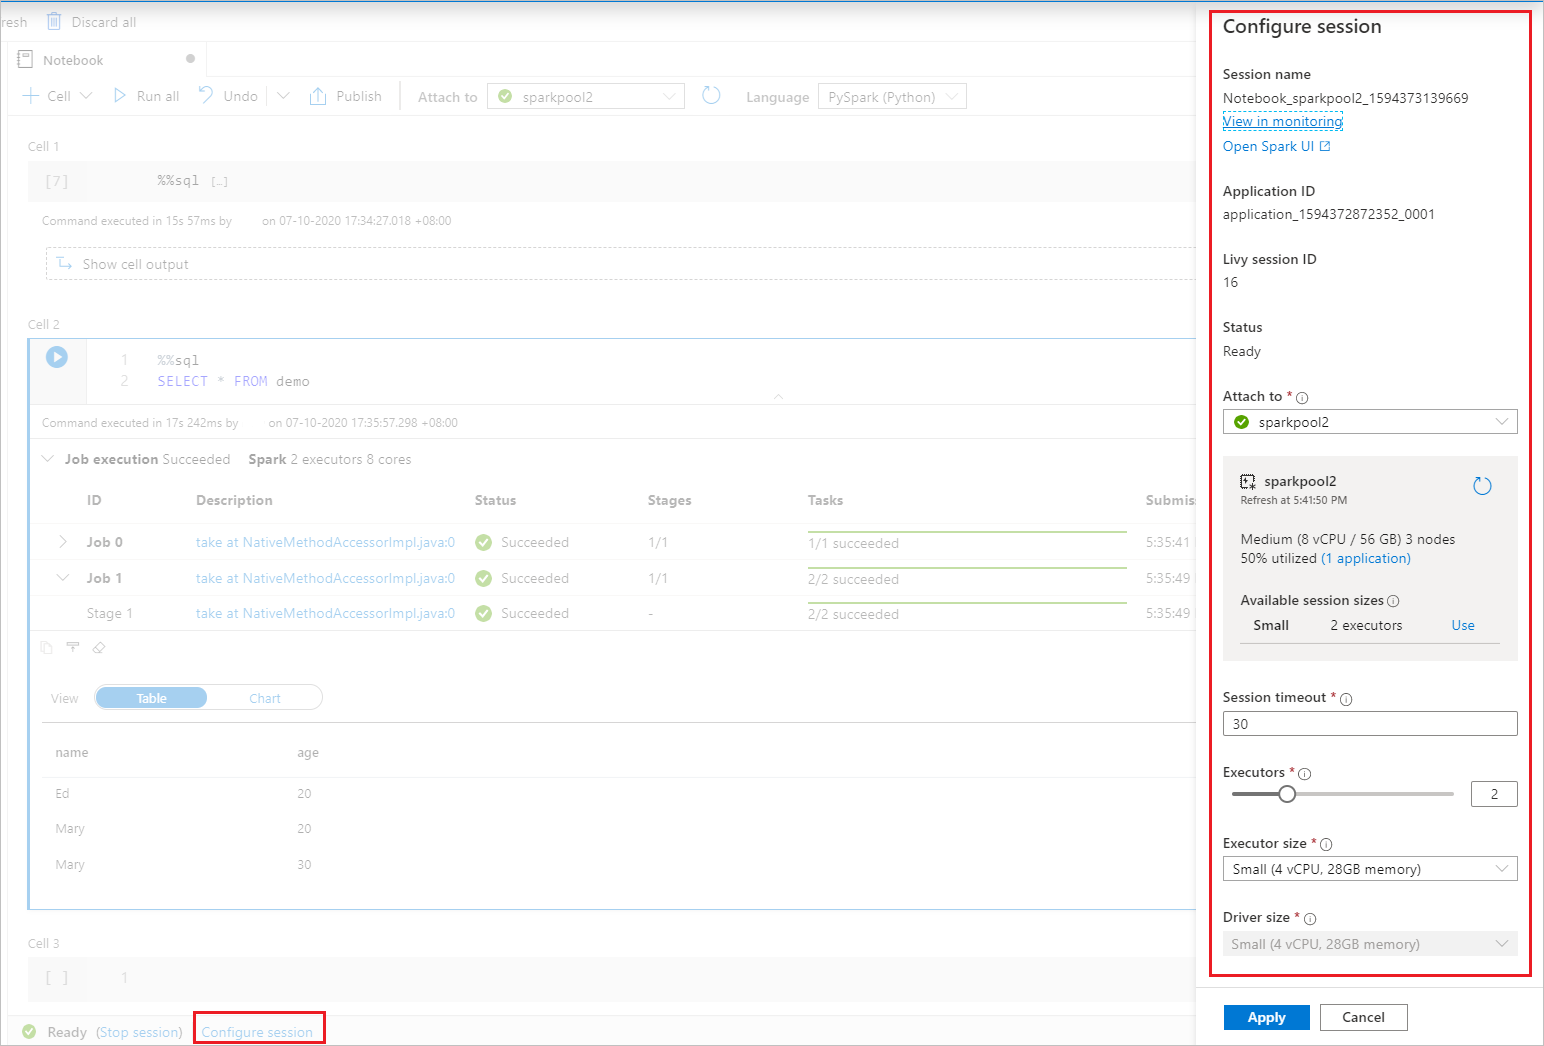 resh Discard all
Notebook
Cell Run all Undo Publish Attach to sparkpool2 Language PySpark (Python)
Cell 1
[7] %%sql [...]
Command executed in 15s 57ms by on 07-10-2020 17:34:27.018 +08:00
Show cell output
Cell 2
1 %%sql
2 SELECT * FROM demo
Command executed in 17s 242ms by on 07-10-2020 17:35:57.298 +08:00
Job execution Succeeded Spark 2 executors 8 cores
ID Description Status Stages Tasks Submis
Job 0 take at NativeMethodAccessorImpl.java:0 Succeeded 1/1 1/1 succeeded 5:35:41
Job 1 take at NativeMethodAccessorImpl.java:0 Succeeded 1/1 2/2 succeeded 5:35:49
Stage 1 take at NativeMethodAccessorImpl.java:0 Succeeded - 2/2 succeeded 5:35:49
View Table Chart
name age
Ed 20
Mary 20
Mary 30
Cell 3
[ ] 1
Ready (Stop session) Configure session
Configure session
Session name
Notebook_sparkpool2_1594373139669
View in monitoring
Open Spark UI
Application ID
application_1594372872352_0001
Livy session ID
16
Status
Ready
Attach to *
sparkpool2
sparkpool2
Refresh at 5:41:50 PM
Medium (8 vCPU / 56 GB) 3 nodes
50% utilized (1 application)
Available session sizes
Small 2 executors Use
Session timeout *
30
Executors *
2
Executor size *
Small (4 vCPU, 28GB memory)
Driver size *
Small (4 vCPU, 28GB memory)
Apply Cancel